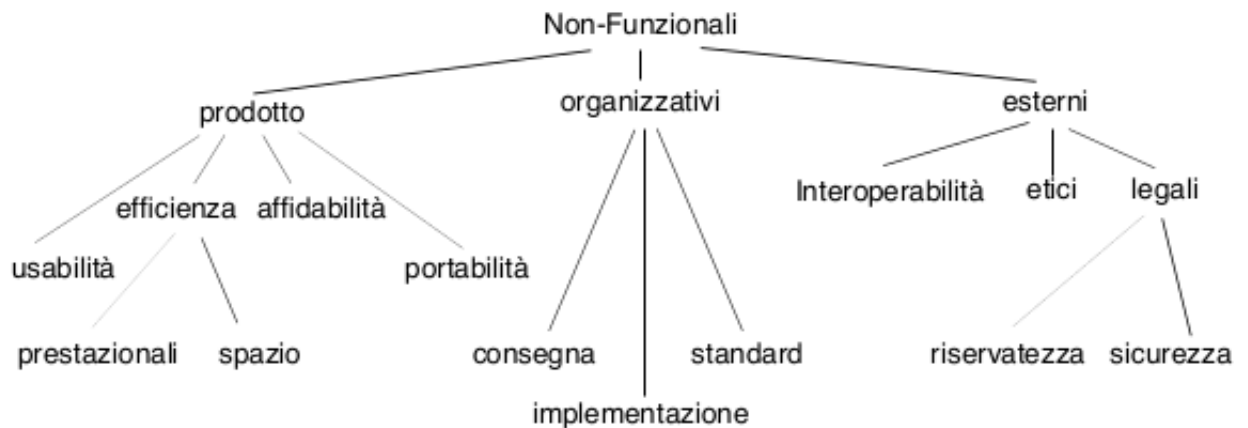 Non-Funzionali
prodotto
organizzativi
esterni
usabilità
efficienza
affidabilità
portabilità
prestazionali
spazio
consegna
implementazione
standard
Interoperabilità
etici
legali
riservatezza
sicurezza